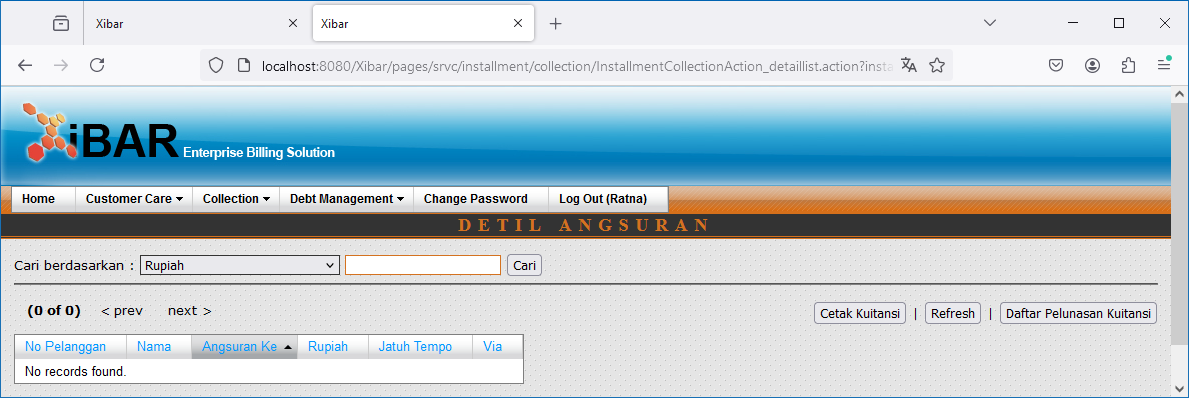 Xibar
Xibar
localhost:8080/Xibar/pages/srvc/installment/collection/InstallmentCollectionAction_detaillist.action?insta
iBAR Enterprise Billing Solution
Home Customer Care Collection Debt Management Change Password Log Out (Ratna)
DETIL ANGSURAN
Cari berdasarkan : Rupiah Cari
(0 of 0) < prev next > Cetak Kuitansi | Refresh | Daftar Pelunasan Kuitansi
No Pelanggan Nama Angsuran Ke Rupiah Jatuh Tempo Via
No records found.